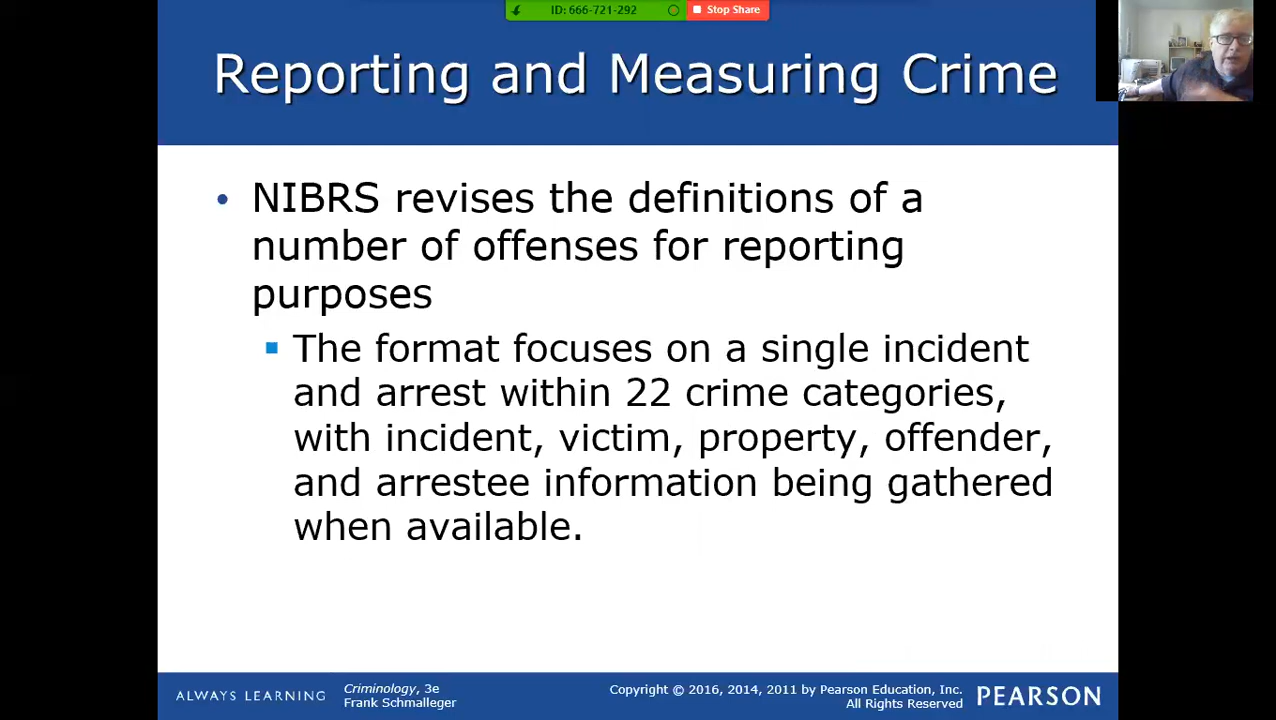 ID: 666-721-292
Stop Share
Reporting and Measuring Crime
• NIBRS revises the definitions of a
number of offenses for reporting
purposes
▪ The format focuses on a single incident
and arrest within 22 crime categories,
with incident, victim, property, offender,
and arrestee information being gathered
when available.
ALWAYS LEARNING
Criminology, 3e
Frank Schmalleger
Copyright © 2016, 2014, 2011 by Pearson Education, Inc.
All Rights Reserved
PEARSON